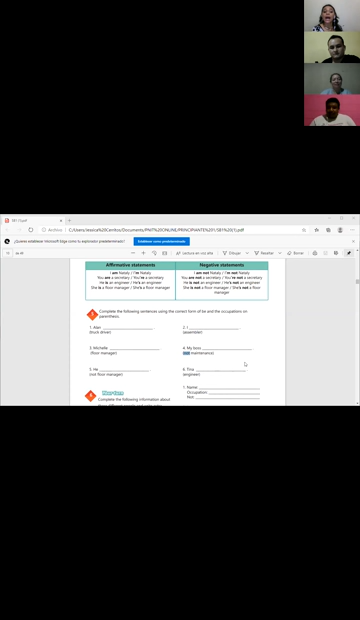 SB1 (1).pdf
Archivo
C:/Users/Jessica%20Cerritos/Documents/PNIT%20ONLINE/PRINCIPIANTE%201/SB1%20(1).pdf
¿Quieres establecer Microsoft Edge como tu explorador predeterminado?
Establecer como predeterminado
Lectura en voz alta
Dibujar
Resaltar
Borrar
Affirmative statements
Negative statements
I am Nataly / I'm Nataly
You are a secretary / You're a secretary
He is an engineer / He's an engineer
She is a floor manager / She's a floor manager
I am not Nataly / I'm not Nataly
You are not a secretary / You're not a secretary
He is not an engineer / He's not an engineer
She is not a floor manager / She's not a floor
manager
Complete the following sentences using the correct form of be and the occupations on
parenthesis.
1. Alan
(truck driver)
2. I
(assembler)
3. Michelle
(floor manager)
4. My boss
(not maintenance)
5. He
(not floor manager)
6. Tina
(engineer)
Your turn
Complete the following information about
1. Name:
Occupation:
Not: